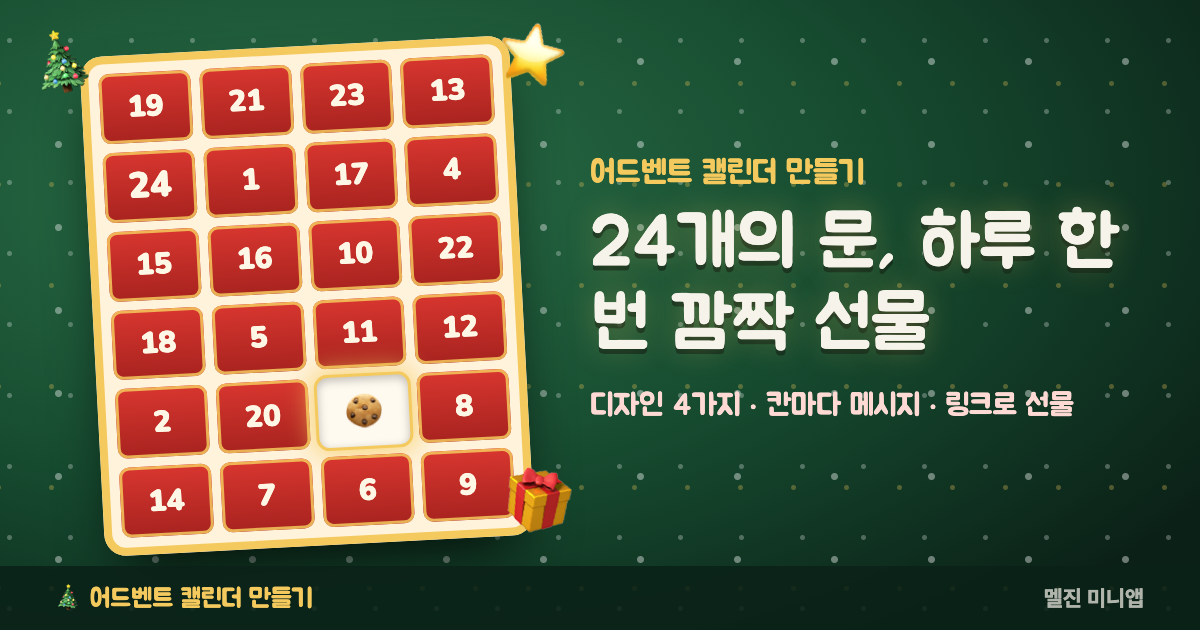 19 21 23 13
24 1 17 4
15 16 10 22
18 5 11 12
2 20 8
14 7 6 9
어드벤트 캘린더 만들기
24개의 문, 하루 한
번 깜짝 선물
디자인 4가지 · 칸마다 메시지 · 링크로 선물
어드벤트 캘린더 만들기
멜진 미니앱